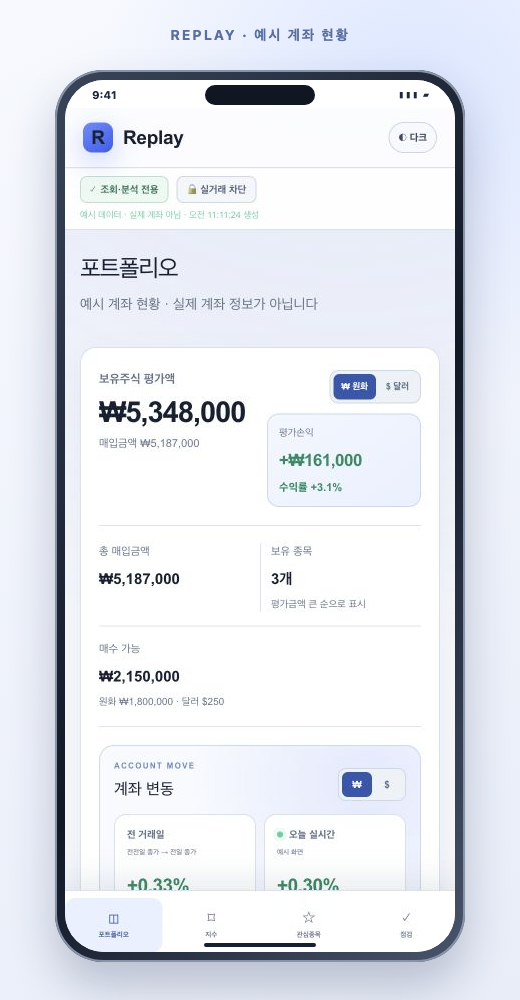 REPLAY · 예시 계좌 현황
9:41
R Replay
다크
✓ 조회·분석 전용
실거래 차단
예시 데이터 · 실제 계좌 아님 · 오전 11:11:24 생성
포트폴리오
예시 계좌 현황 · 실제 계좌 정보가 아닙니다
보유주식 평가액
₩ 원화
$ 달러
₩5,348,000
매입금액 ₩5,187,000
평가손익
+₩161,000
수익률 +3.1%
총 매입금액
₩5,187,000
보유 종목
3개
평가금액 큰 순으로 표시
매수 가능
₩2,150,000
원화 ₩1,800,000 · 달러 $250
ACCOUNT MOVE
계좌 변동
₩
$
전 거래일
전전일 종가 → 전일 종가
+0.33%
오늘 실시간
예시 화면
+0.30%
포트폴리오
지수
관심종목
점검